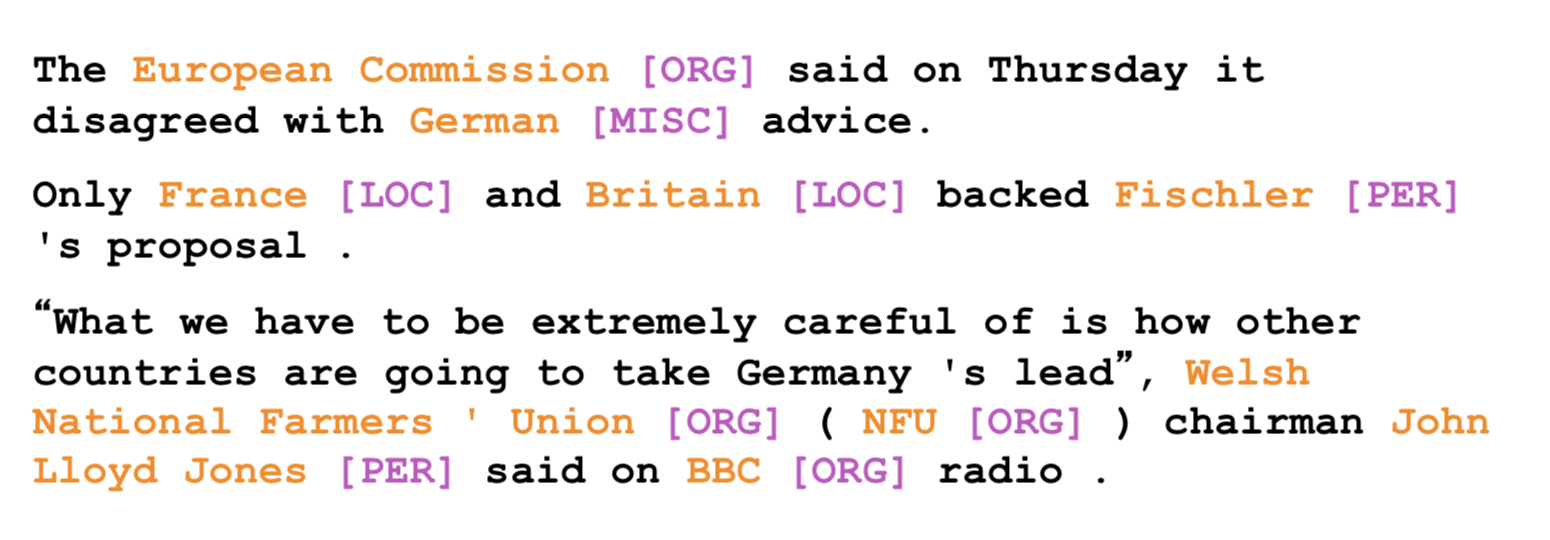 The European Commission [ORG] said on Thursday it
disagreed with German [MISC] advice.
Only France [LOC] and Britain [LOC] backed Fischler [PER]
's proposal .
“What we have to be extremely careful of is how other
countries are going to take Germany 's lead”, Welsh
National Farmers ' Union [ORG] ( NFU [ORG] ) chairman John
Lloyd Jones [PER] said on BBC [ORG] radio .